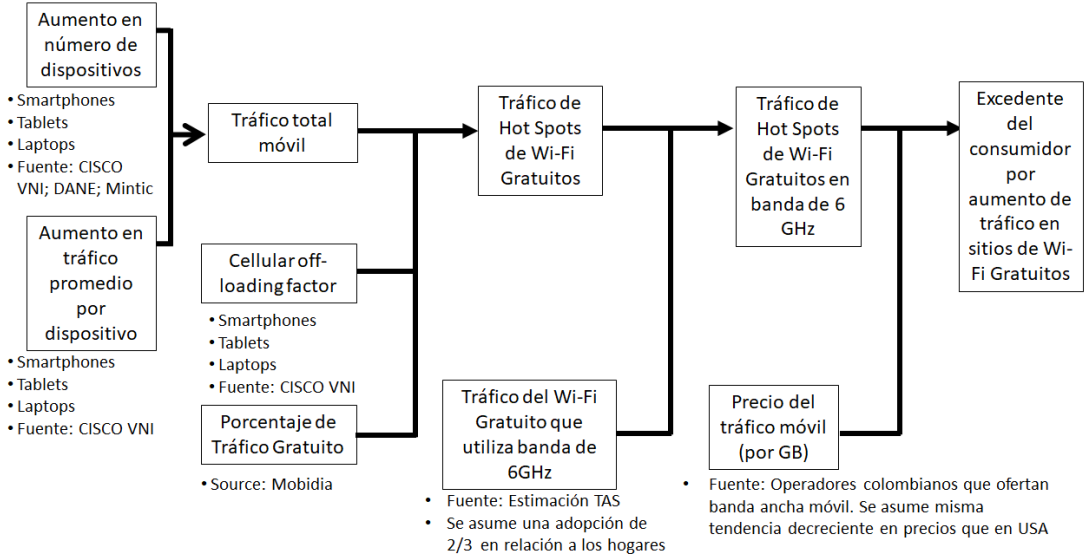 Aumento en
número de
dispositivos
• Smartphones
• Tablets
• Laptops
• Fuente: CISCO
VNI; DANE; Mintic
Aumento en
tráfico
promedio
por
dispositivo
• Smartphones
• Tablets
• Laptops
• Fuente: CISCO VNI
Tráfico total
móvil
Cellular off-
loading factor
• Smartphones
• Tablets
• Laptops
• Fuente: CISCO VNI
Porcentaje de
Tráfico Gratuito
• Source: Mobidia
Tráfico de
Hot Spots
de Wi-Fi
Gratuitos
Tráfico del Wi-Fi
Gratuito que
utiliza banda de
6GHz
• Fuente: Estimación TAS
• Se asume una adopción de
2/3 en relación a los hogares
Tráfico de
Hot Spots
de Wi-Fi
Gratuitos en
banda de 6
GHz
Precio del
tráfico móvil
(por GB)
• Fuente: Operadores colombianos que ofertan
banda ancha móvil. Se asume misma
tendencia decreciente en precios que en USA
Excedente
del
consumidor
por
aumento de
tráfico en
sitios de Wi-
Fi Gratuitos